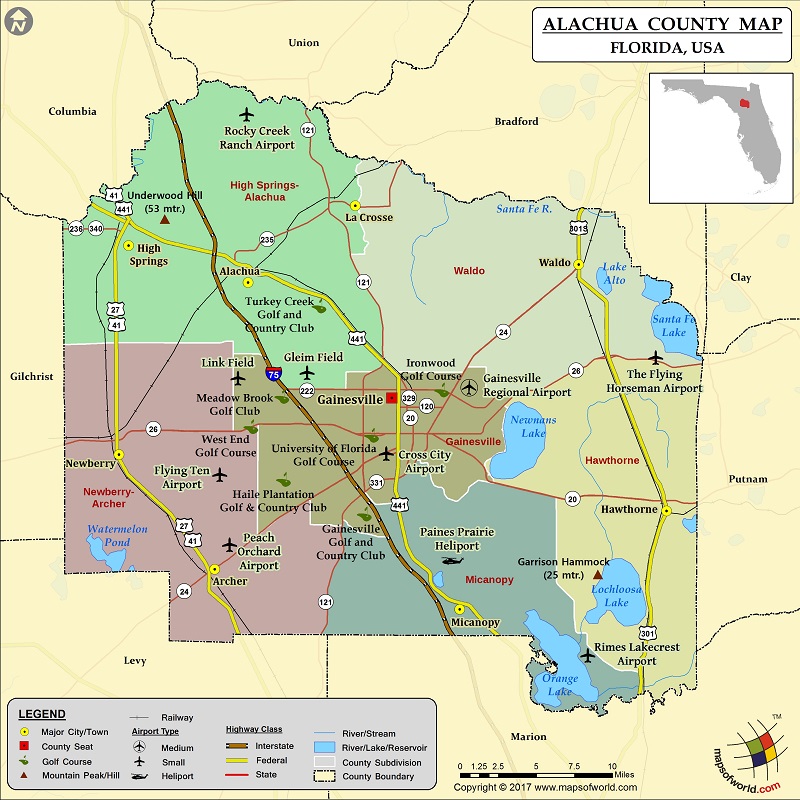 N
ALACHUA COUNTY MAP
FLORIDA, USA
Union
Columbia
Bradford
Rocky Creek
Ranch Airport
121
41
441
Underwood Hill
(53 mtr.)
High Springs-
Alachua
La Crosse
Santa Fe R.
301S
236
340
High
Springs
235
Alachua
Waldo
Waldo
Lake
Alto
Clay
121
Turkey Creek
Golf and
Country Club
27
41
441
24
Santa Fe
Lake
Gilchrist
Link Field
Gleim Field
Ironwood
Golf Course
26
The Flying
Horseman Airport
75
222
Meadow Brook
Golf Club
Gainesville
329
120
20
Gainesville
Regional Airport
26
West End
Golf Course
University of Florida
Golf Course
Gainesville
Newnans
Lake
Cross City
Airport
Hawthorne
Newberry
Flying Ten
Airport
331
Putnam
Newberry-
Archer
Haile Plantation
Golf & Country Club
441
20
Hawthorne
Watermelon
Pond
27
41
Gainesville
Golf and
Country Club
Paines Prairie
Heliport
Peach
Orchard
Airport
Garrison Hammock
(25 mtr.)
Micanopy
Archer
24
121
Lochloosa
Lake
Micanopy
301
Rimes Lakecrest
Airport
Levy
Orange
Lake
Marion
LEGEND
Major City/Town
County Seat
Golf Course
Mountain Peak/Hill
Railway
Airport Type
Medium
Small
Heliport
Highway Class
Interstate
Federal
State
River/Stream
River/Lake/Reservoir
County Subdivision
County Boundary
0 1.25 2.5 5 7.5 10
Miles
Copyright © 2017 www.mapsofworld.com
TM
mapsofworld.com